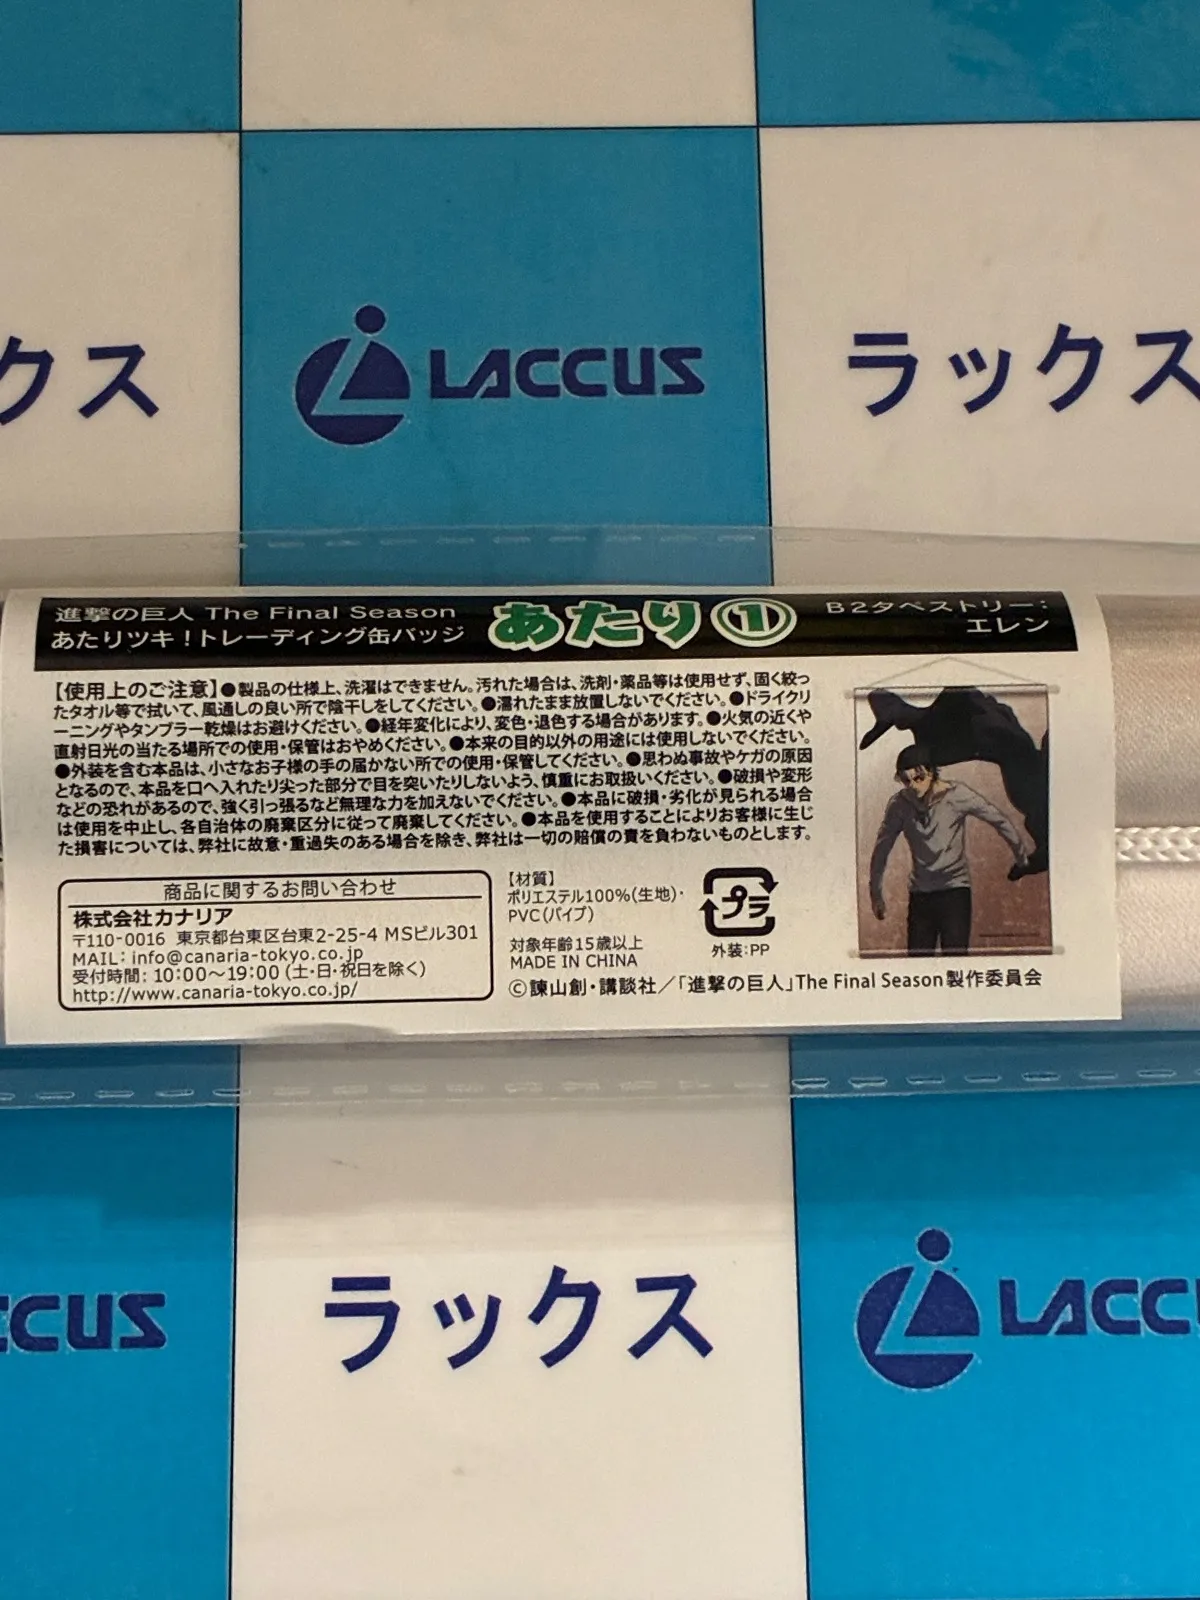 クス
LACCUS
ラックス
進撃の巨人 The Final Season
あたりツキ!トレーディング缶バッジ
あたり①
B2タペストリー:
エレン
【使用上のご注意】●製品の仕様上、洗濯はできません。汚れた場合は、洗剤・薬品等は使用せず、固く絞っ
たタオル等で拭いて、風通しの良い所で陰干しをしてください。●濡れたまま放置しないでください。●ドライクリ
ーニングやタンブラー乾燥はお避けください。●経年変化により、変色・退色する場合があります。●火気の近くや
直射日光の当たる場所での使用・保管はおやめください。●本来の目的以外の用途には使用しないでください。
●外装を含む本品は、小さなお子様の手の届かない所での使用・保管してください。●思わぬ事故やケガの原因
となるので、本品を口へ入れたり尖った部分で目を突いたりしないよう、慎重にお取扱いください。●破損や変形
などの恐れがあるので、強く引っ張るなど無理な力を加えないでください。●本品に破損・劣化が見られる場合
は使用を中止し、各自治体の廃棄区分に従って廃棄してください。●本品を使用することによりお客様に生じ
た損害については、弊社に故意・重過失のある場合を除き、弊社は一切の賠償の責を負わないものとします。
商品に関するお問い合わせ
株式会社カナリア
〒110-0016 東京都台東区台東2-25-4 MSビル301
MAIL: info@canaria-tokyo.co.jp
受付時間: 10:00〜19:00 (土・日・祝日を除く)
http://www.canaria-tokyo.co.jp/
【材質】
ポリエステル100%(生地)・
PVC(パイプ)
対象年齢15歳以上
MADE IN CHINA
プラ
外装:PP
©諫山創・講談社／「進撃の巨人」The Final Season製作委員会
CCUS
ラックス
LACC